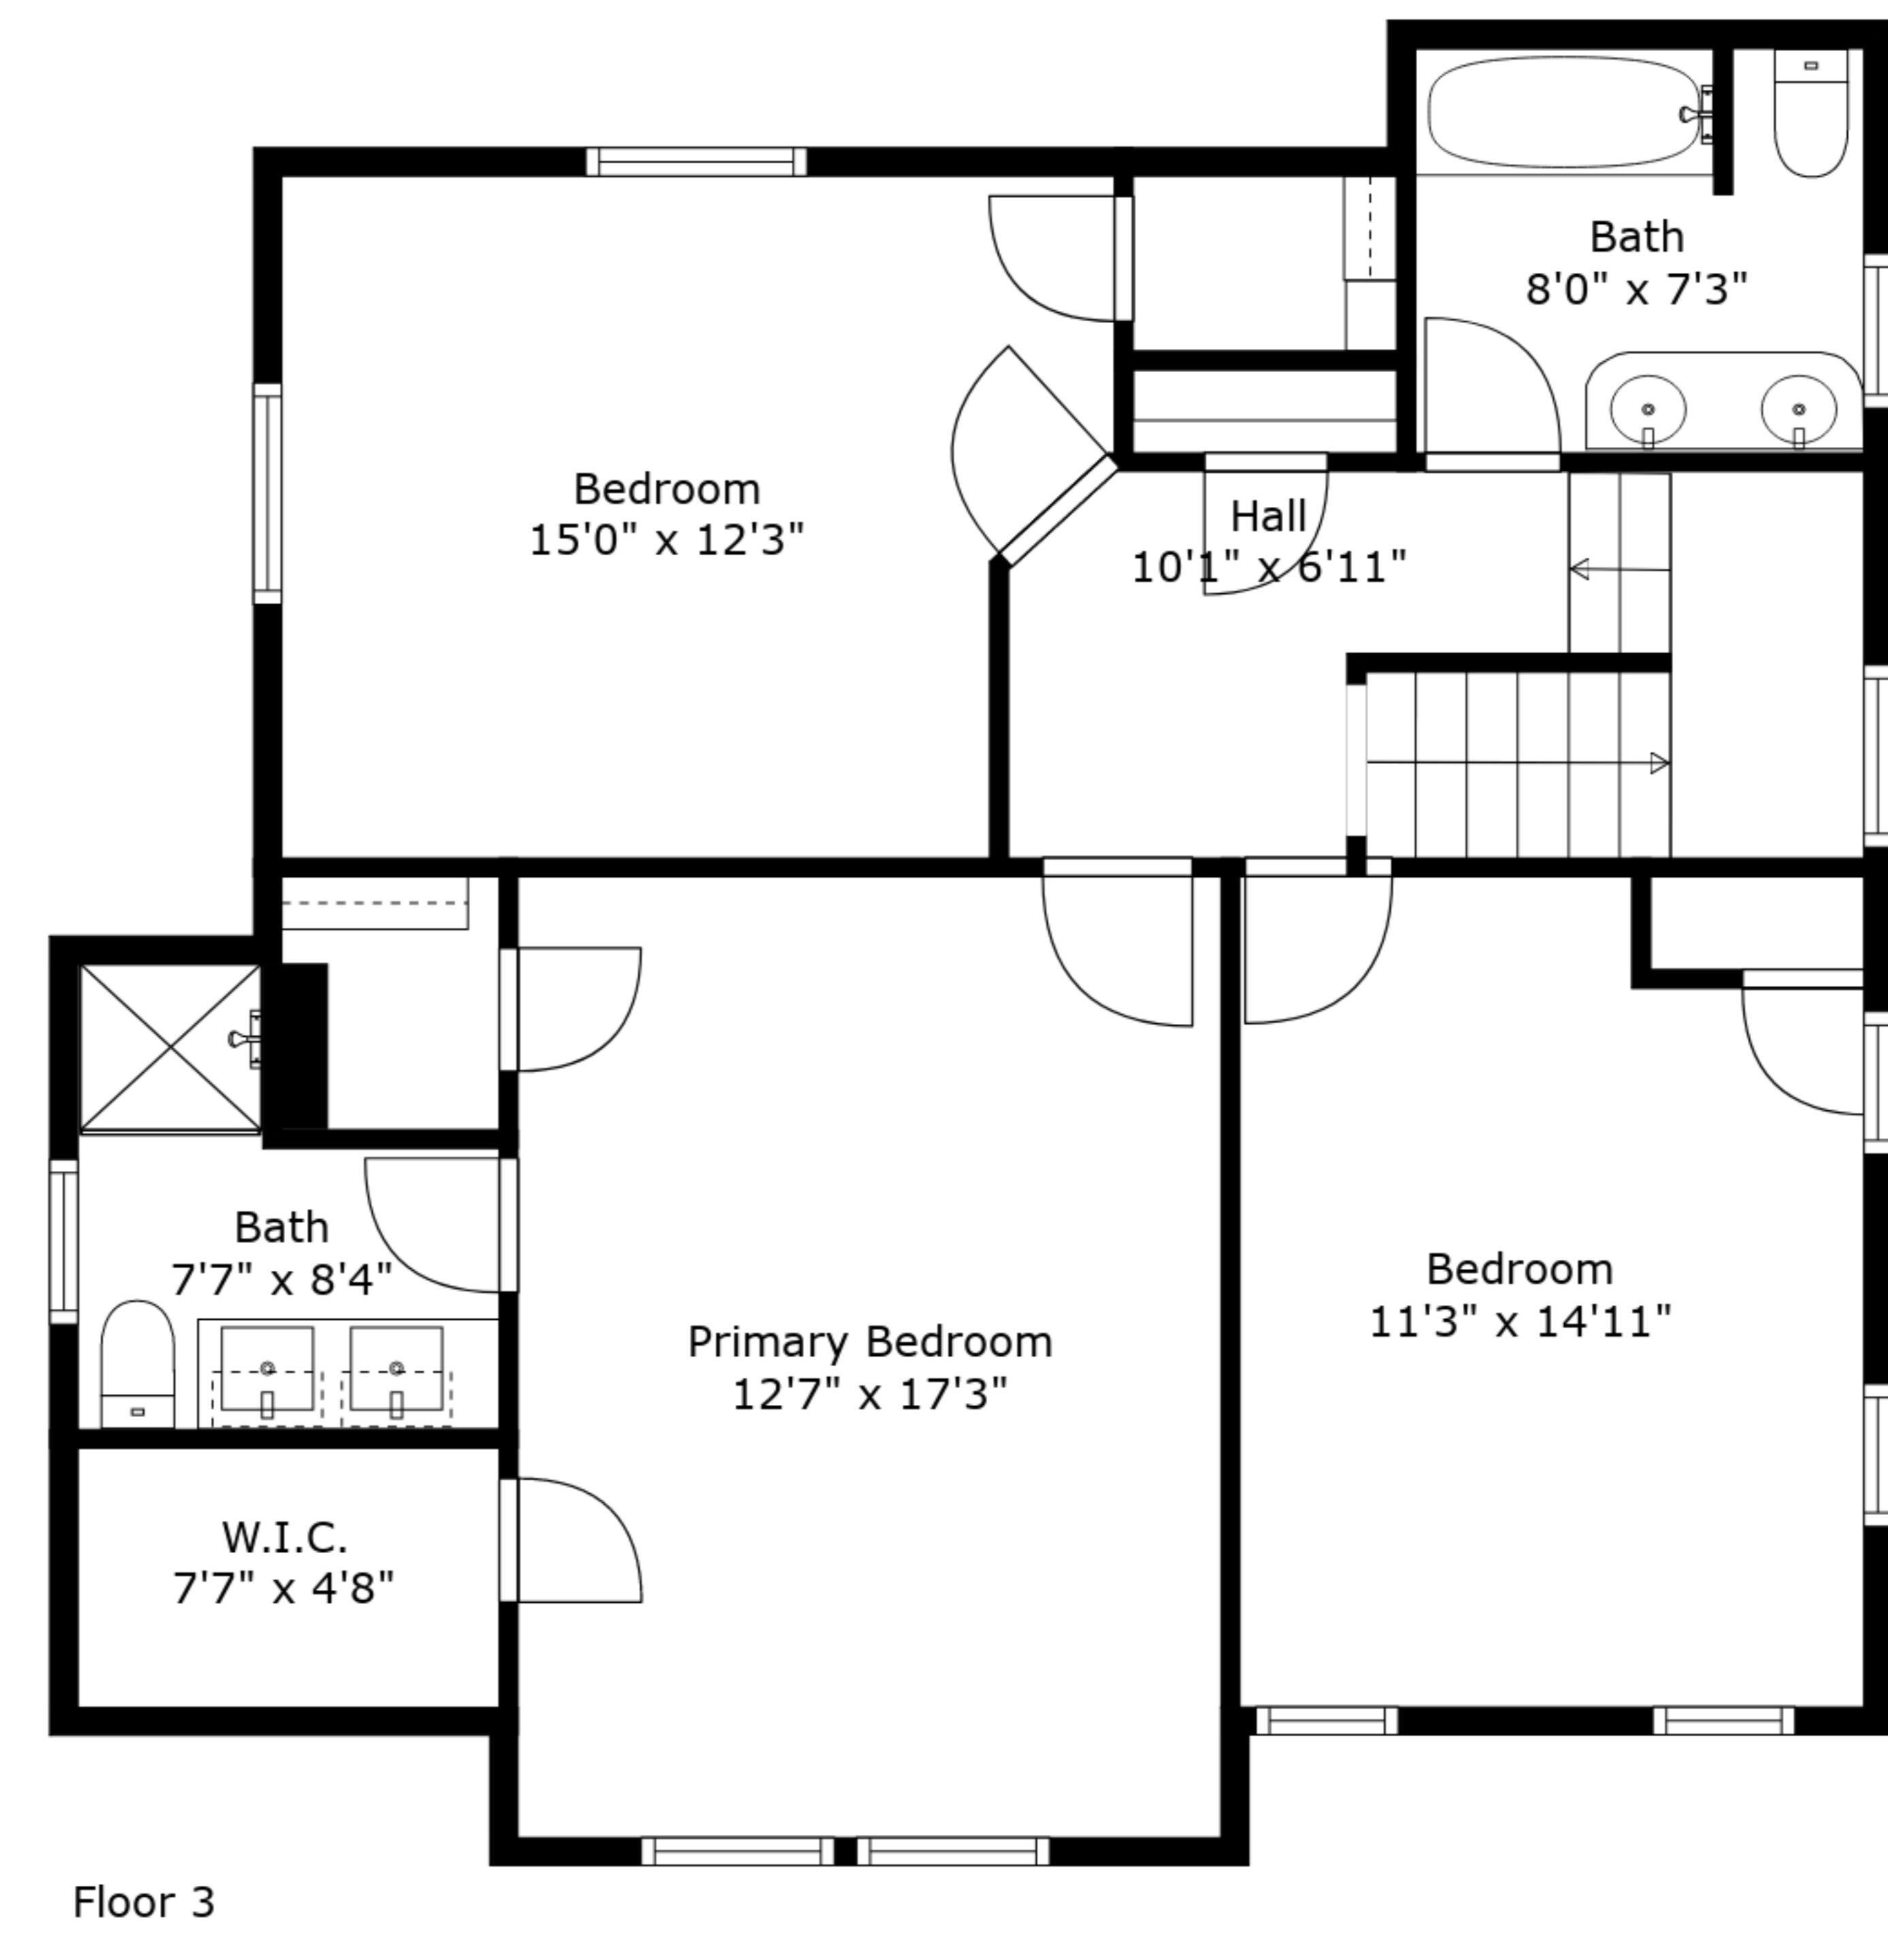 Bath
8'0" x 7'3"
Bedroom
15'0" x 12'3"
Hall
10'1" x 6'11"
Bath
7'7" x 8'4"
Primary Bedroom
12'7" x 17'3"
Bedroom
11'3" x 14'11"
W.I.C.
7'7" x 4'8"
Floor 3